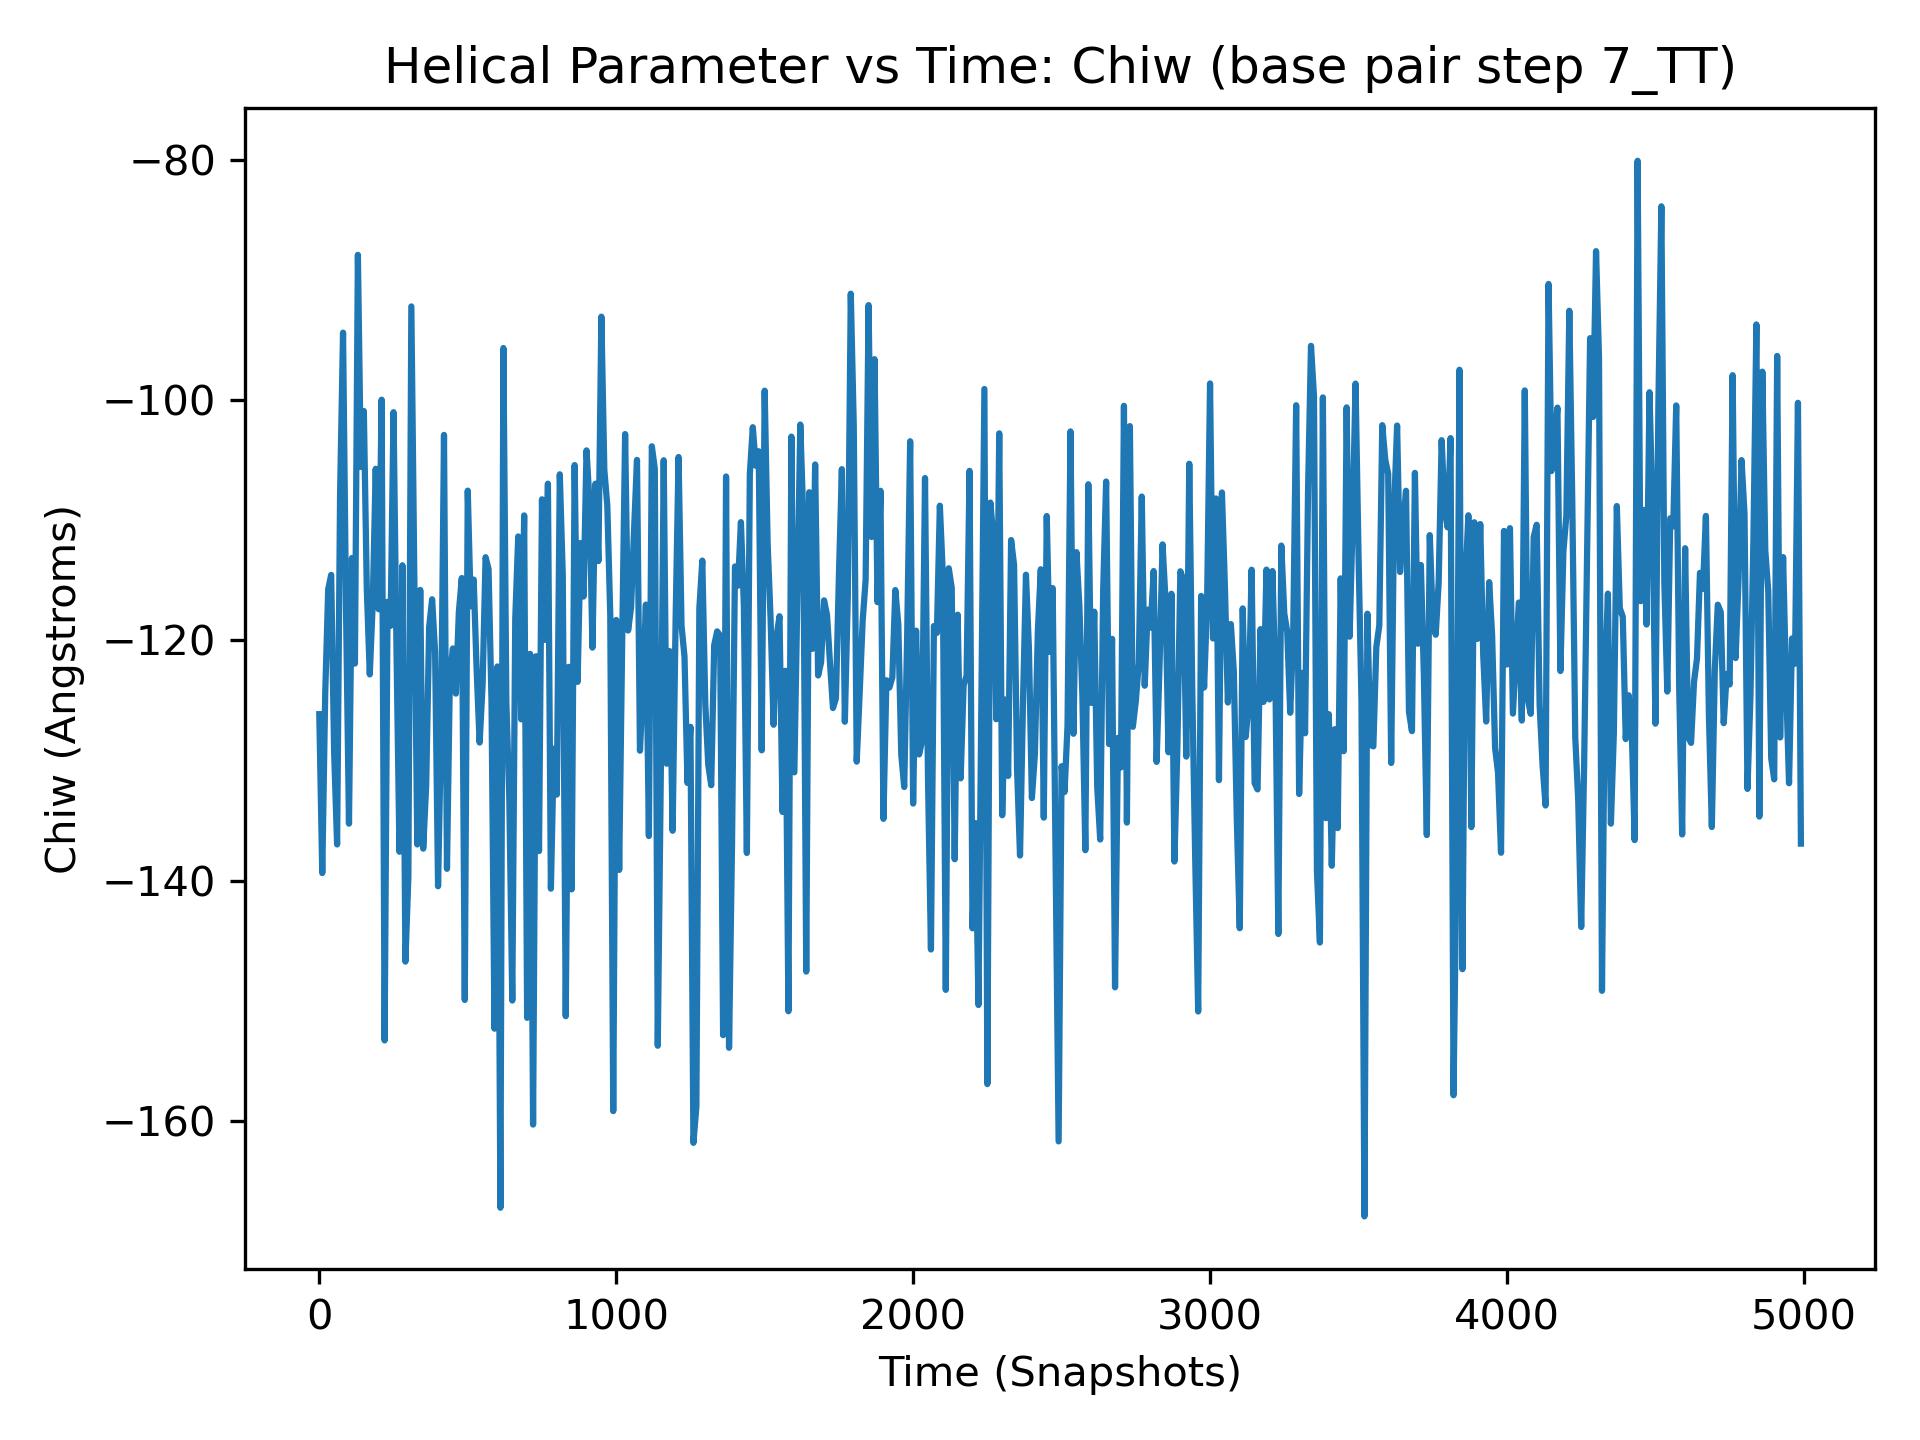 Helical Parameter vs Time: Chiw (base pair step 7_TT)
−80
−100
−120
−140
−160
Chiw (Angstroms)
0 1000 2000 3000 4000 5000
Time (Snapshots)